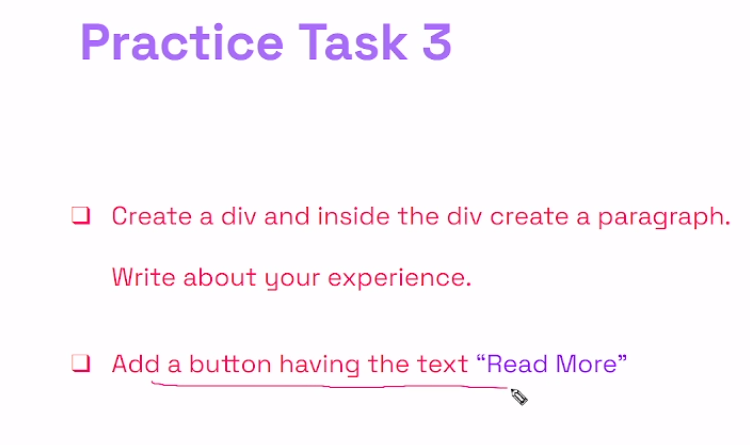 Practice Task 3
❑ Create a div and inside the div create a paragraph.
Write about your experience.
❑ Add a button having the text “Read More”